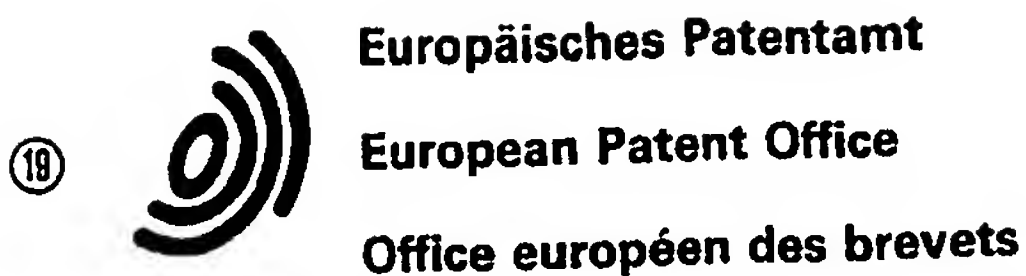 Europäisches Patentamt
⑲ European Patent Office
Office européen des brevets